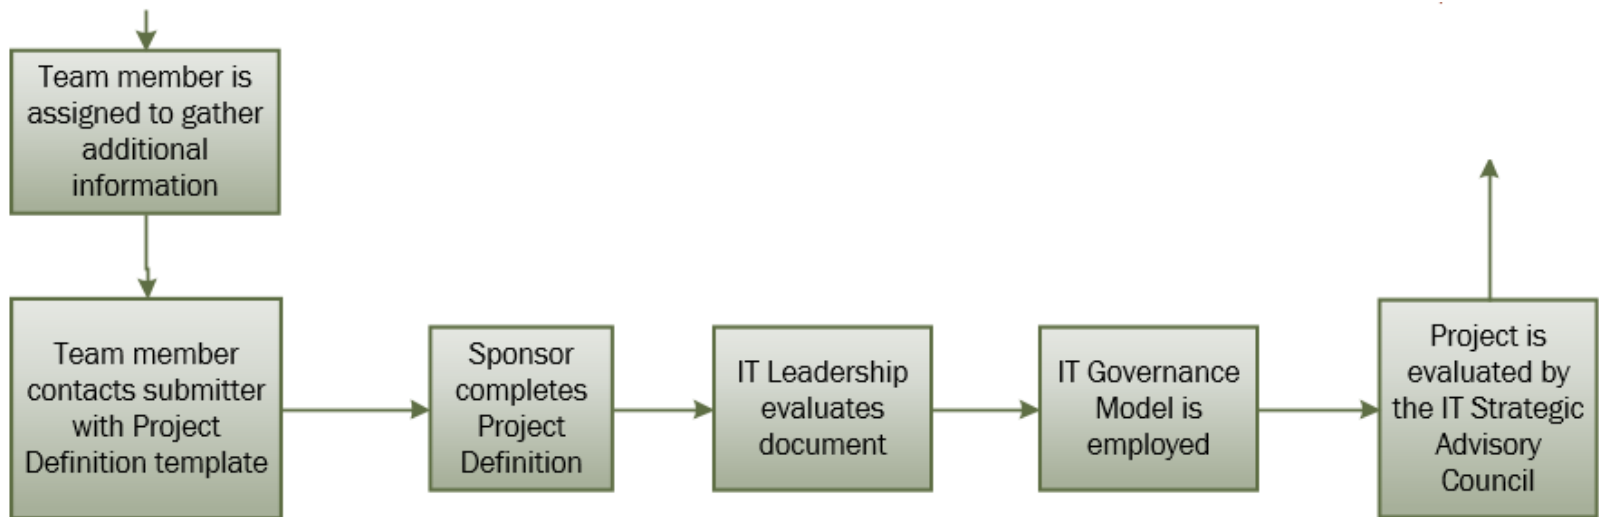 Team member is
assigned to gather
additional
information
Team member
contacts submitter
with Project
Definition template
Sponsor
completes
Project
Definition
IT Leadership
evaluates
document
IT Governance
Model is
employed
Project is
evaluated by
the IT Strategic
Advisory
Council